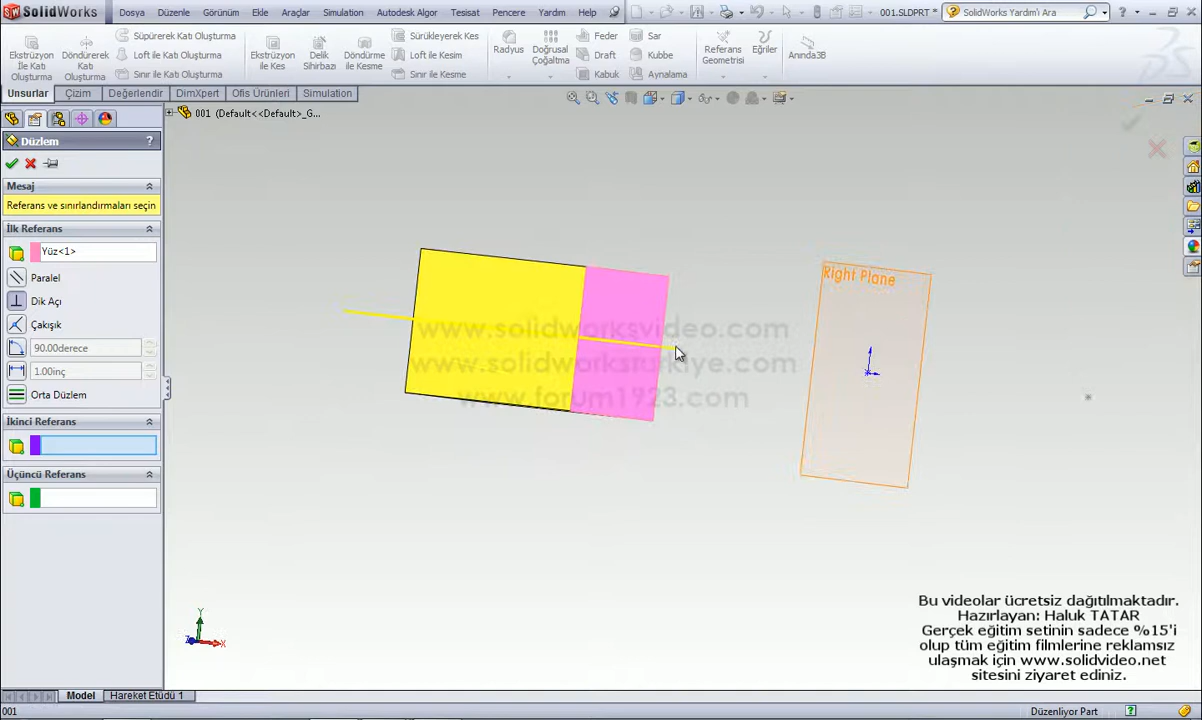 SolidWorks Dosya Düzenle Görünüm Ekle Araçlar Simulation Autodesk Algor Tesisat Pencere Yardım Help 001.SLDPRT * SolidWorks Yardım'ı Ara
Ekstrüzyon İle Katı Oluşturma
Döndürerek Katı Oluşturma
Süpürerek Katı Oluşturma
Loft ile Katı Oluşturma
Sınır ile Katı Oluşturma
Ekstrüzyon ile Kes
Delik Sihirbazı
Döndürme ile Kesme
Sürükleyerek Kes
Loft ile Kesim
Sınır ile Kesme
Radyus
Doğrusal Çoğaltma
Feder
Draft
Kabuk
Sar
Kubbe
Aynalama
Referans Geometrisi
Eğriler
Anında3B
Unsurlar Çizim Değerlendir DimXpert Ofis Ürünleri Simulation
001 (Default<<Default>_G...
Düzlem ?
Mesaj
Referans ve sınırlandırmaları seçin
İlk Referans
Yüz<1>
Paralel
Dik Açı
Çakışık
90.00derece
1.00inç
Orta Düzlem
İkinci Referans
Üçüncü Referans
Right Plane
www.solidworksvideo.com
www.solidworksturkiye.com
www.forum1923.com
Y
Z
X
Bu videolar ücretsiz dağıtılmaktadır.
Hazırlayan: Haluk TATAR
Gerçek eğitim setinin sadece %15'i
olup tüm eğitim filmlerine reklamsız
ulaşmak için www.solidvideo.net
sitesini ziyaret ediniz.
Model Hareket Etüdü 1
001 Düzenliyor Part